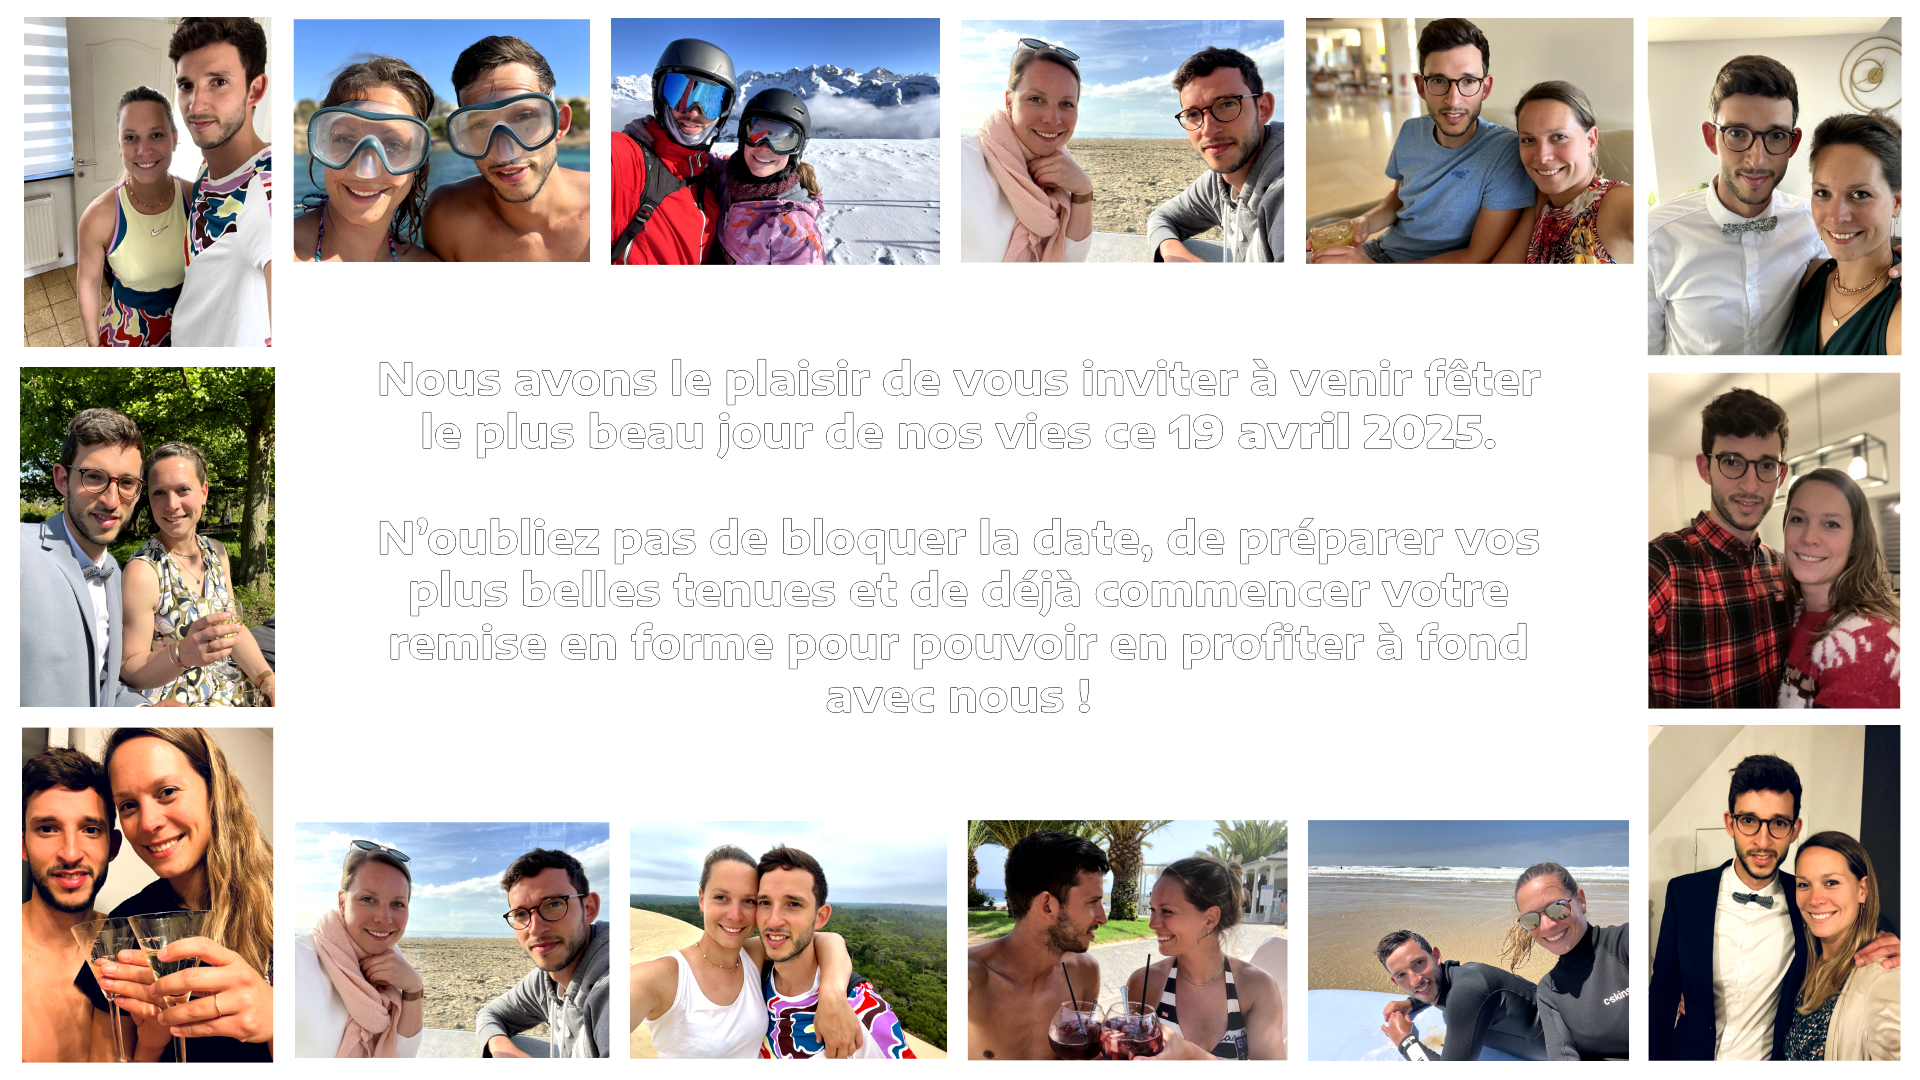 Nous avons le plaisir de vous inviter à venir fêter
le plus beau jour de nos vies ce 19 avril 2025.
N’oubliez pas de bloquer la date, de préparer vos
plus belles tenues et de déjà commencer votre
remise en forme pour pouvoir en profiter à fond
avec nous !
c-skins